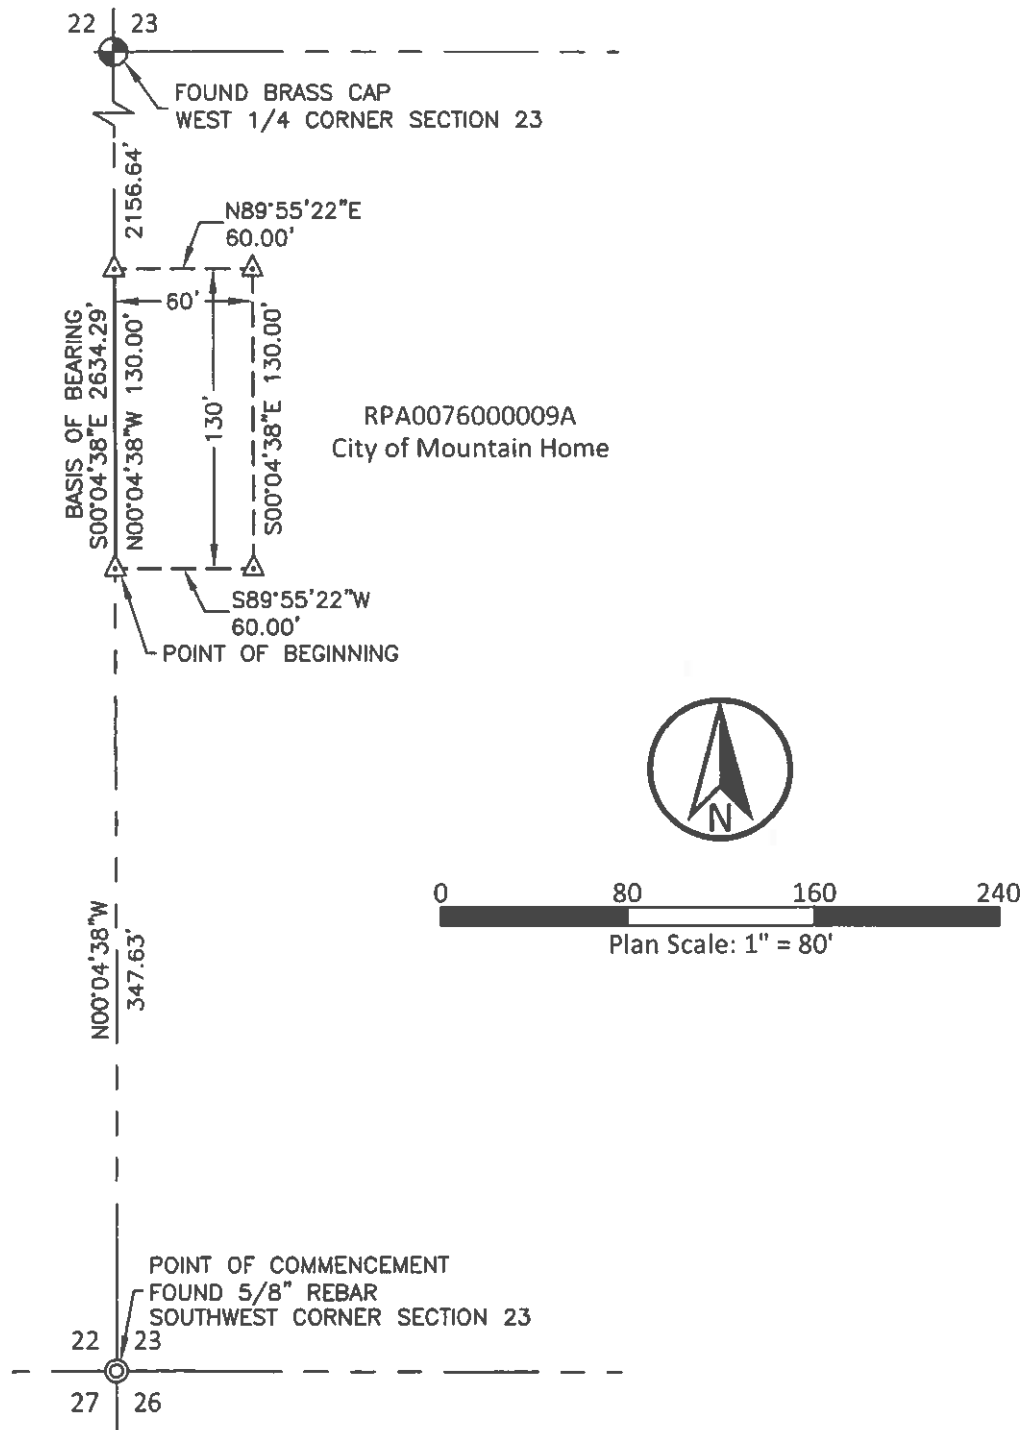 22 23
FOUND BRASS CAP
WEST 1/4 CORNER SECTION 23
2156.64'
N89°55'22"E
60.00'
60'
BASIS OF BEARING
S00°04'38"E 2634.29'
N00°04'38"W 130.00'
130'
S00°04'38"E 130.00'
RPA0076000009A
City of Mountain Home
S89°55'22"W
60.00'
POINT OF BEGINNING
N
0 80 160 240
Plan Scale: 1" = 80'
N00°04'38"W
347.63'
POINT OF COMMENCEMENT
FOUND 5/8" REBAR
SOUTHWEST CORNER SECTION 23
22 23
27 26